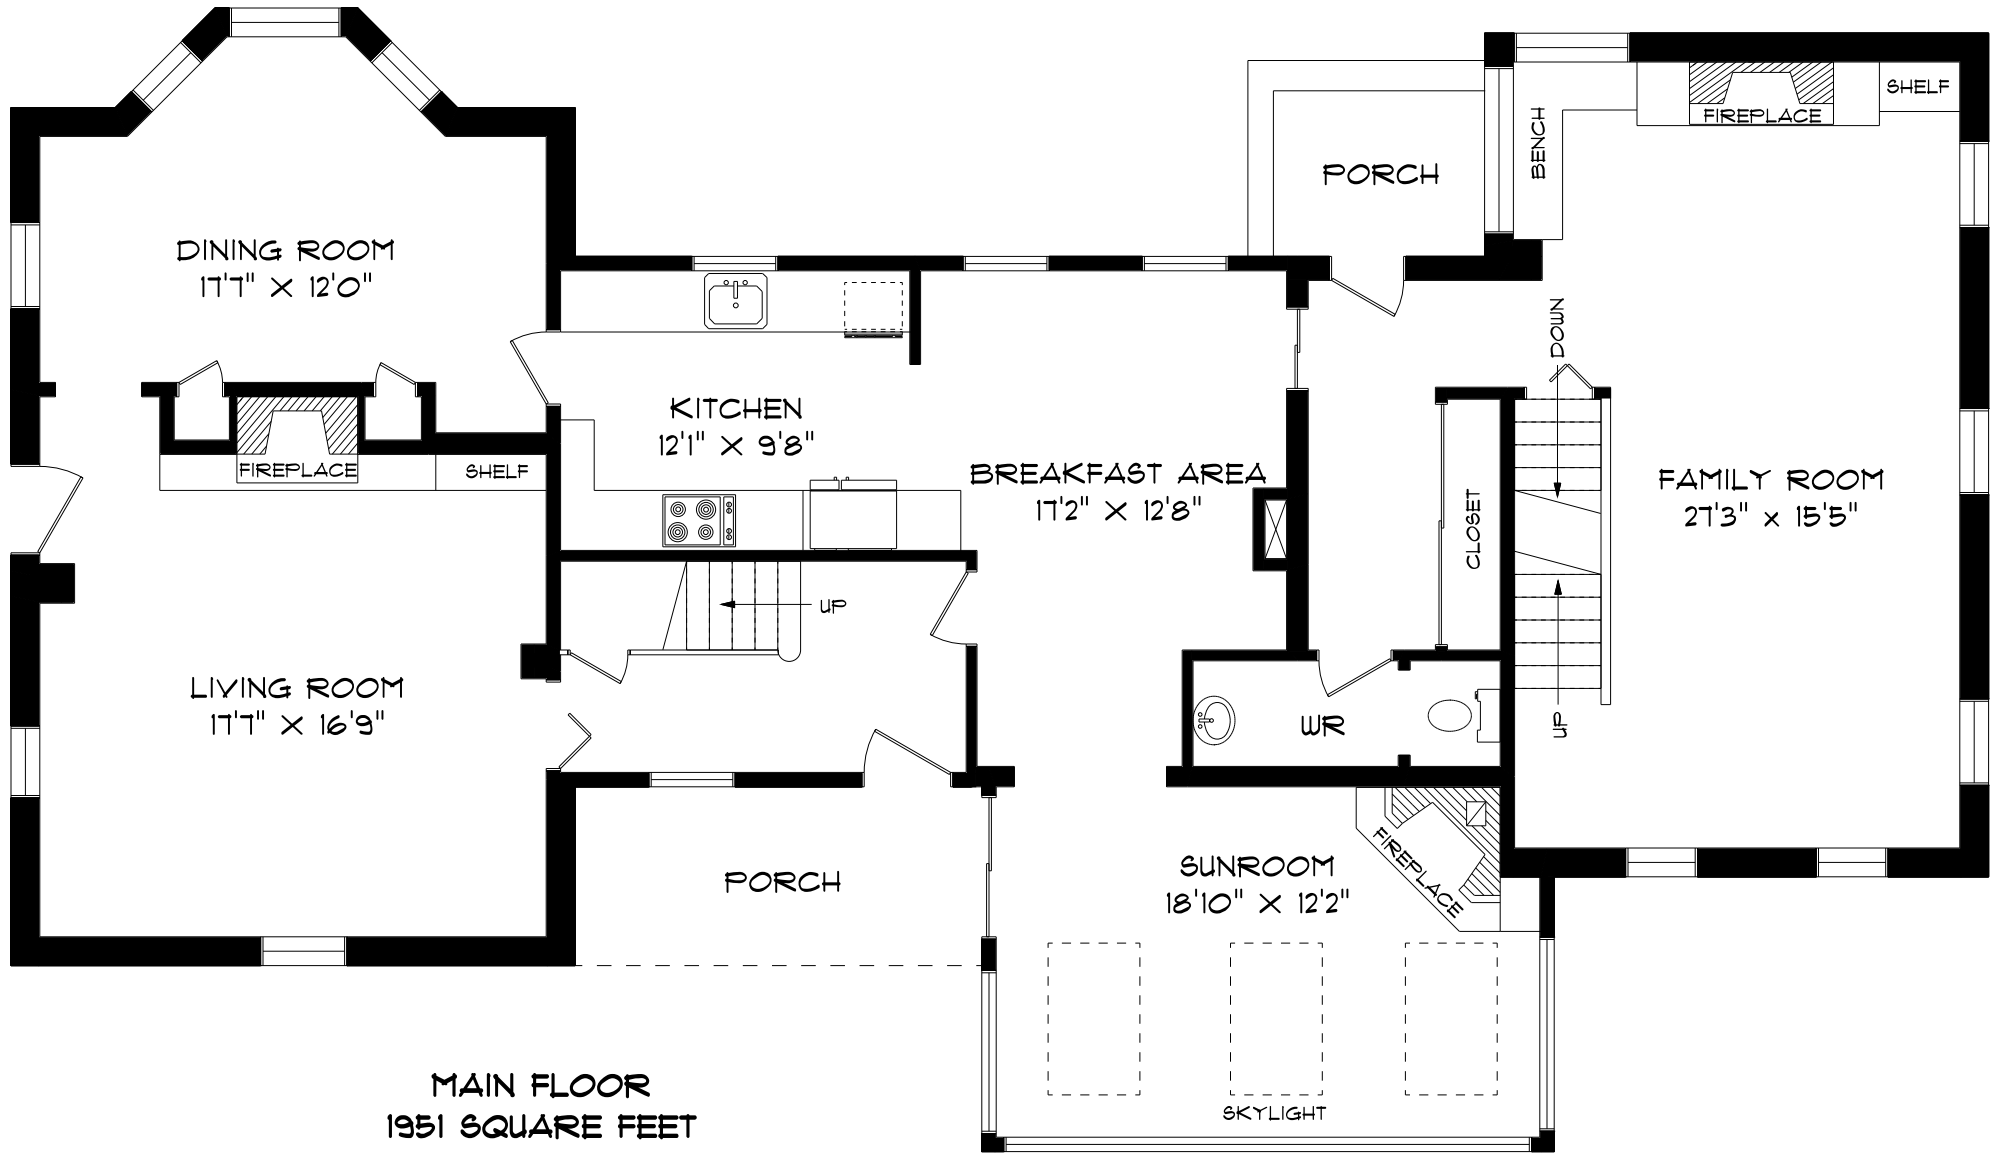 SHELF
FIREPLACE
BENCH
PORCH
DINING ROOM
17'7" X 12'0"
DOWN
KITCHEN
12'1" X 9'8"
FIREPLACE
SHELF
BREAKFAST AREA
17'2" X 12'8"
CLOSET
FAMILY ROOM
27'3" x 15'5"
UP
LIVING ROOM
17'7" X 16'9"
WR
UP
PORCH
SUNROOM
18'10" X 12'2"
FIREPLACE
SKYLIGHT
MAIN FLOOR
1951 SQUARE FEET